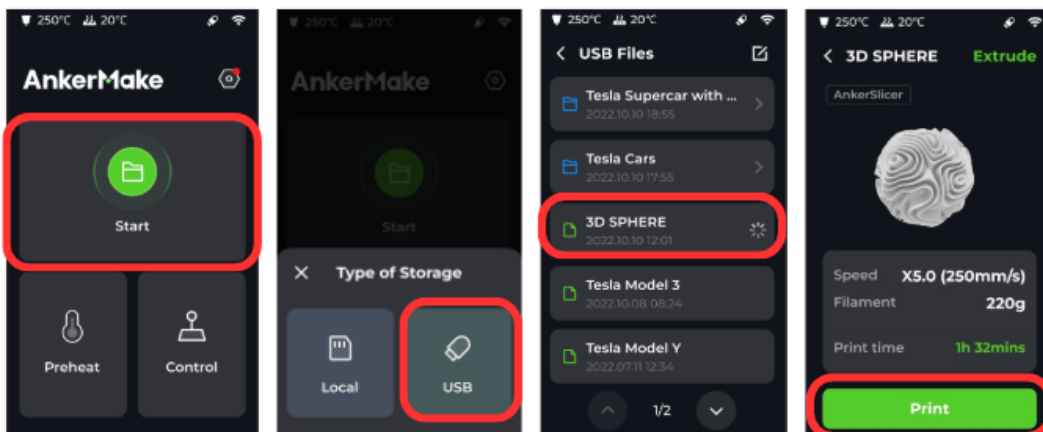 250°C 20°C
AnkerMake
Start
Preheat Control
250°C 20°C
AnkerMake
Start
Type of Storage
Local USB
250°C 20°C
USB Files
Tesla Supercar with ...
2022.10.10 18:55
Tesla Cars
2022.10.10 17:55
3D SPHERE
2022.10.10 12:01
Tesla Model 3
2022.10.08 08:24
Tesla Model Y
2022.07.11 12:34
1/2
250°C 20°C
3D SPHERE Extrude
AnkerSlicer
Speed X5.0 (250mm/s)
Filament 220g
Print time 1h 32mins
Print